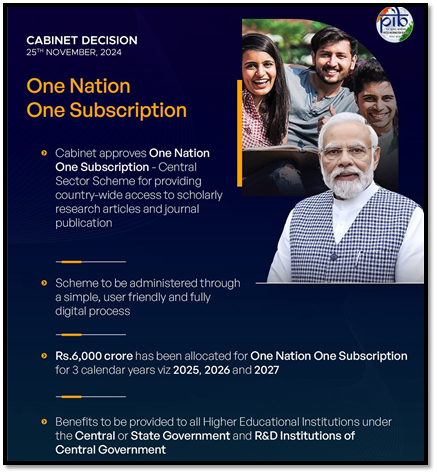 pib
CABINET DECISION
25TH NOVEMBER, 2024
One Nation
One Subscription
Cabinet approves One Nation
One Subscription - Central
Sector Scheme for providing
country-wide access to scholarly
research articles and journal
publication
Scheme to be administered through
a simple, user friendly and fully
digital process
Rs.6,000 crore has been allocated for One Nation One Subscription
for 3 calendar years viz 2025, 2026 and 2027
Benefits to be provided to all Higher Educational Institutions under
the Central or State Government and R&D Institutions of
Central Government